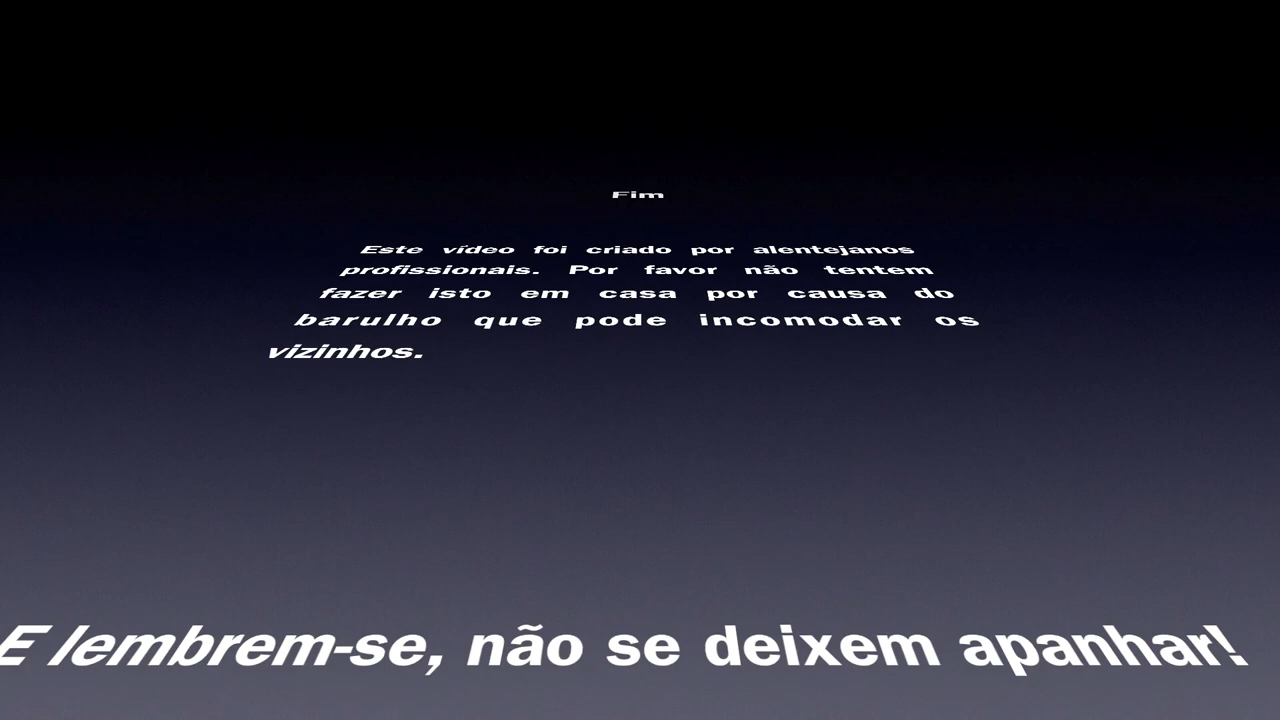 Fim
Este vídeo foi criado por alentejanos
profissionais. Por favor não tentem
fazer isto em casa por causa do
barulho que pode incomodar os
vizinhos.
E lembrem-se, não se deixem apanhar!